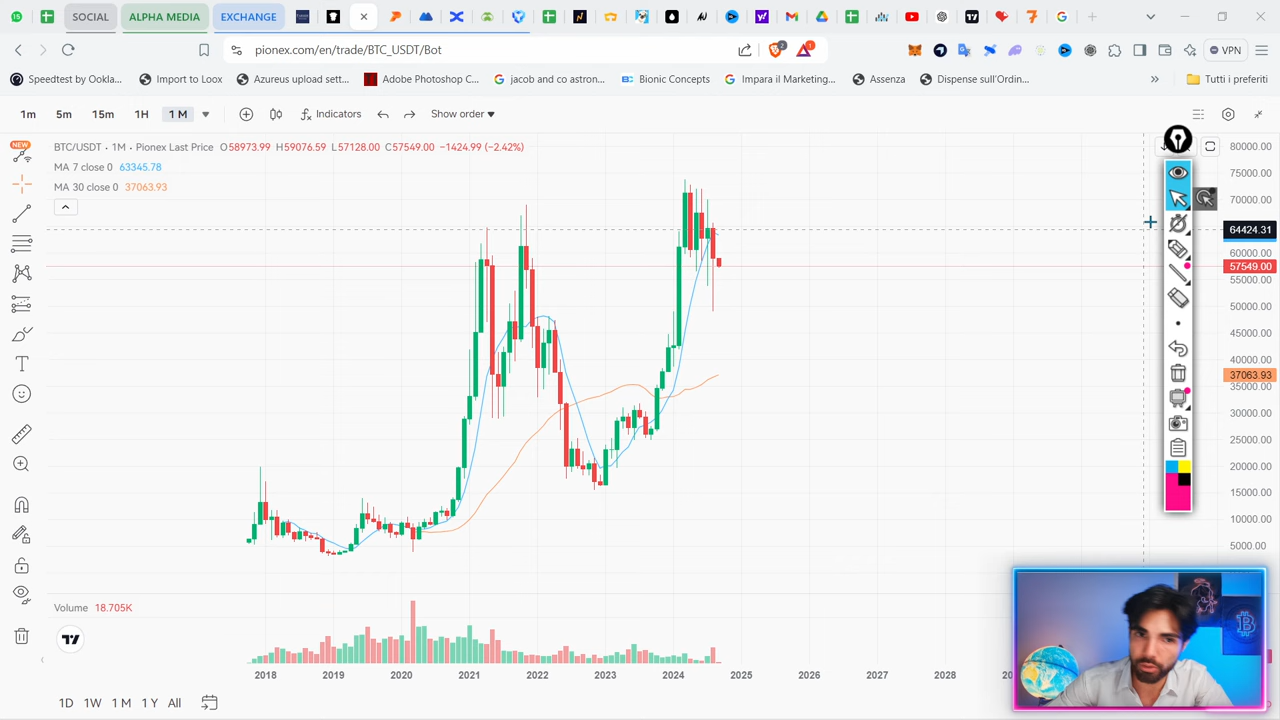 SOCIAL ALPHA MEDIA EXCHANGE
pionex.com/en/trade/BTC_USDT/Bot 2 1 VPN
Speedtest by Ookla... Import to Loox Azureus upload sett... Adobe Photoshop C... jacob and co astron... BC Bionic Concepts Impara il Marketing... Assenza Dispense sull'Ordin... » Tutti i preferiti
1m 5m 15m 1H 1 M Indicators Show order
NEW
BTC/USDT · 1M · Pionex Last Price O58973.99 H59076.59 L57128.00 C57549.00 −1424.99 (−2.42%)
MA 7 close 0 63345.78
MA 30 close 0 37063.93
80000.00
75000.00
70000.00
64424.31
60000.00
57549.00
55000.00
50000.00
45000.00
40000.00
37063.93
35000.00
30000.00
25000.00
20000.00
15000.00
10000.00
5000.00
Volume 18.705K
2018 2019 2020 2021 2022 2023 2024 2025 2026 2027 2028
1D 1W 1 M 1 Y All